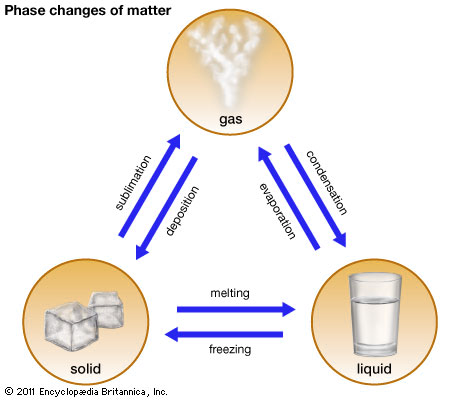 Phase changes of matter
gas
sublimation
deposition
evaporation
condensation
melting
freezing
solid
liquid
© 2011 Encyclopædia Britannica, Inc.